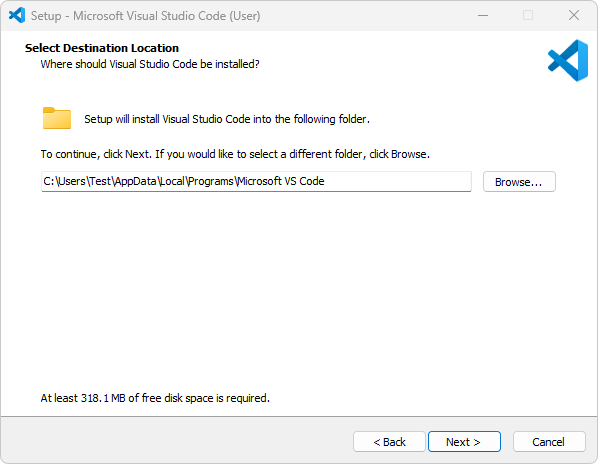 Setup - Microsoft Visual Studio Code (User)
Select Destination Location
Where should Visual Studio Code be installed?
Setup will install Visual Studio Code into the following folder.
To continue, click Next. If you would like to select a different folder, click Browse.
C:\Users\Test\AppData\Local\Programs\Microsoft VS Code
Browse...
At least 318.1 MB of free disk space is required.
< Back
Next >
Cancel